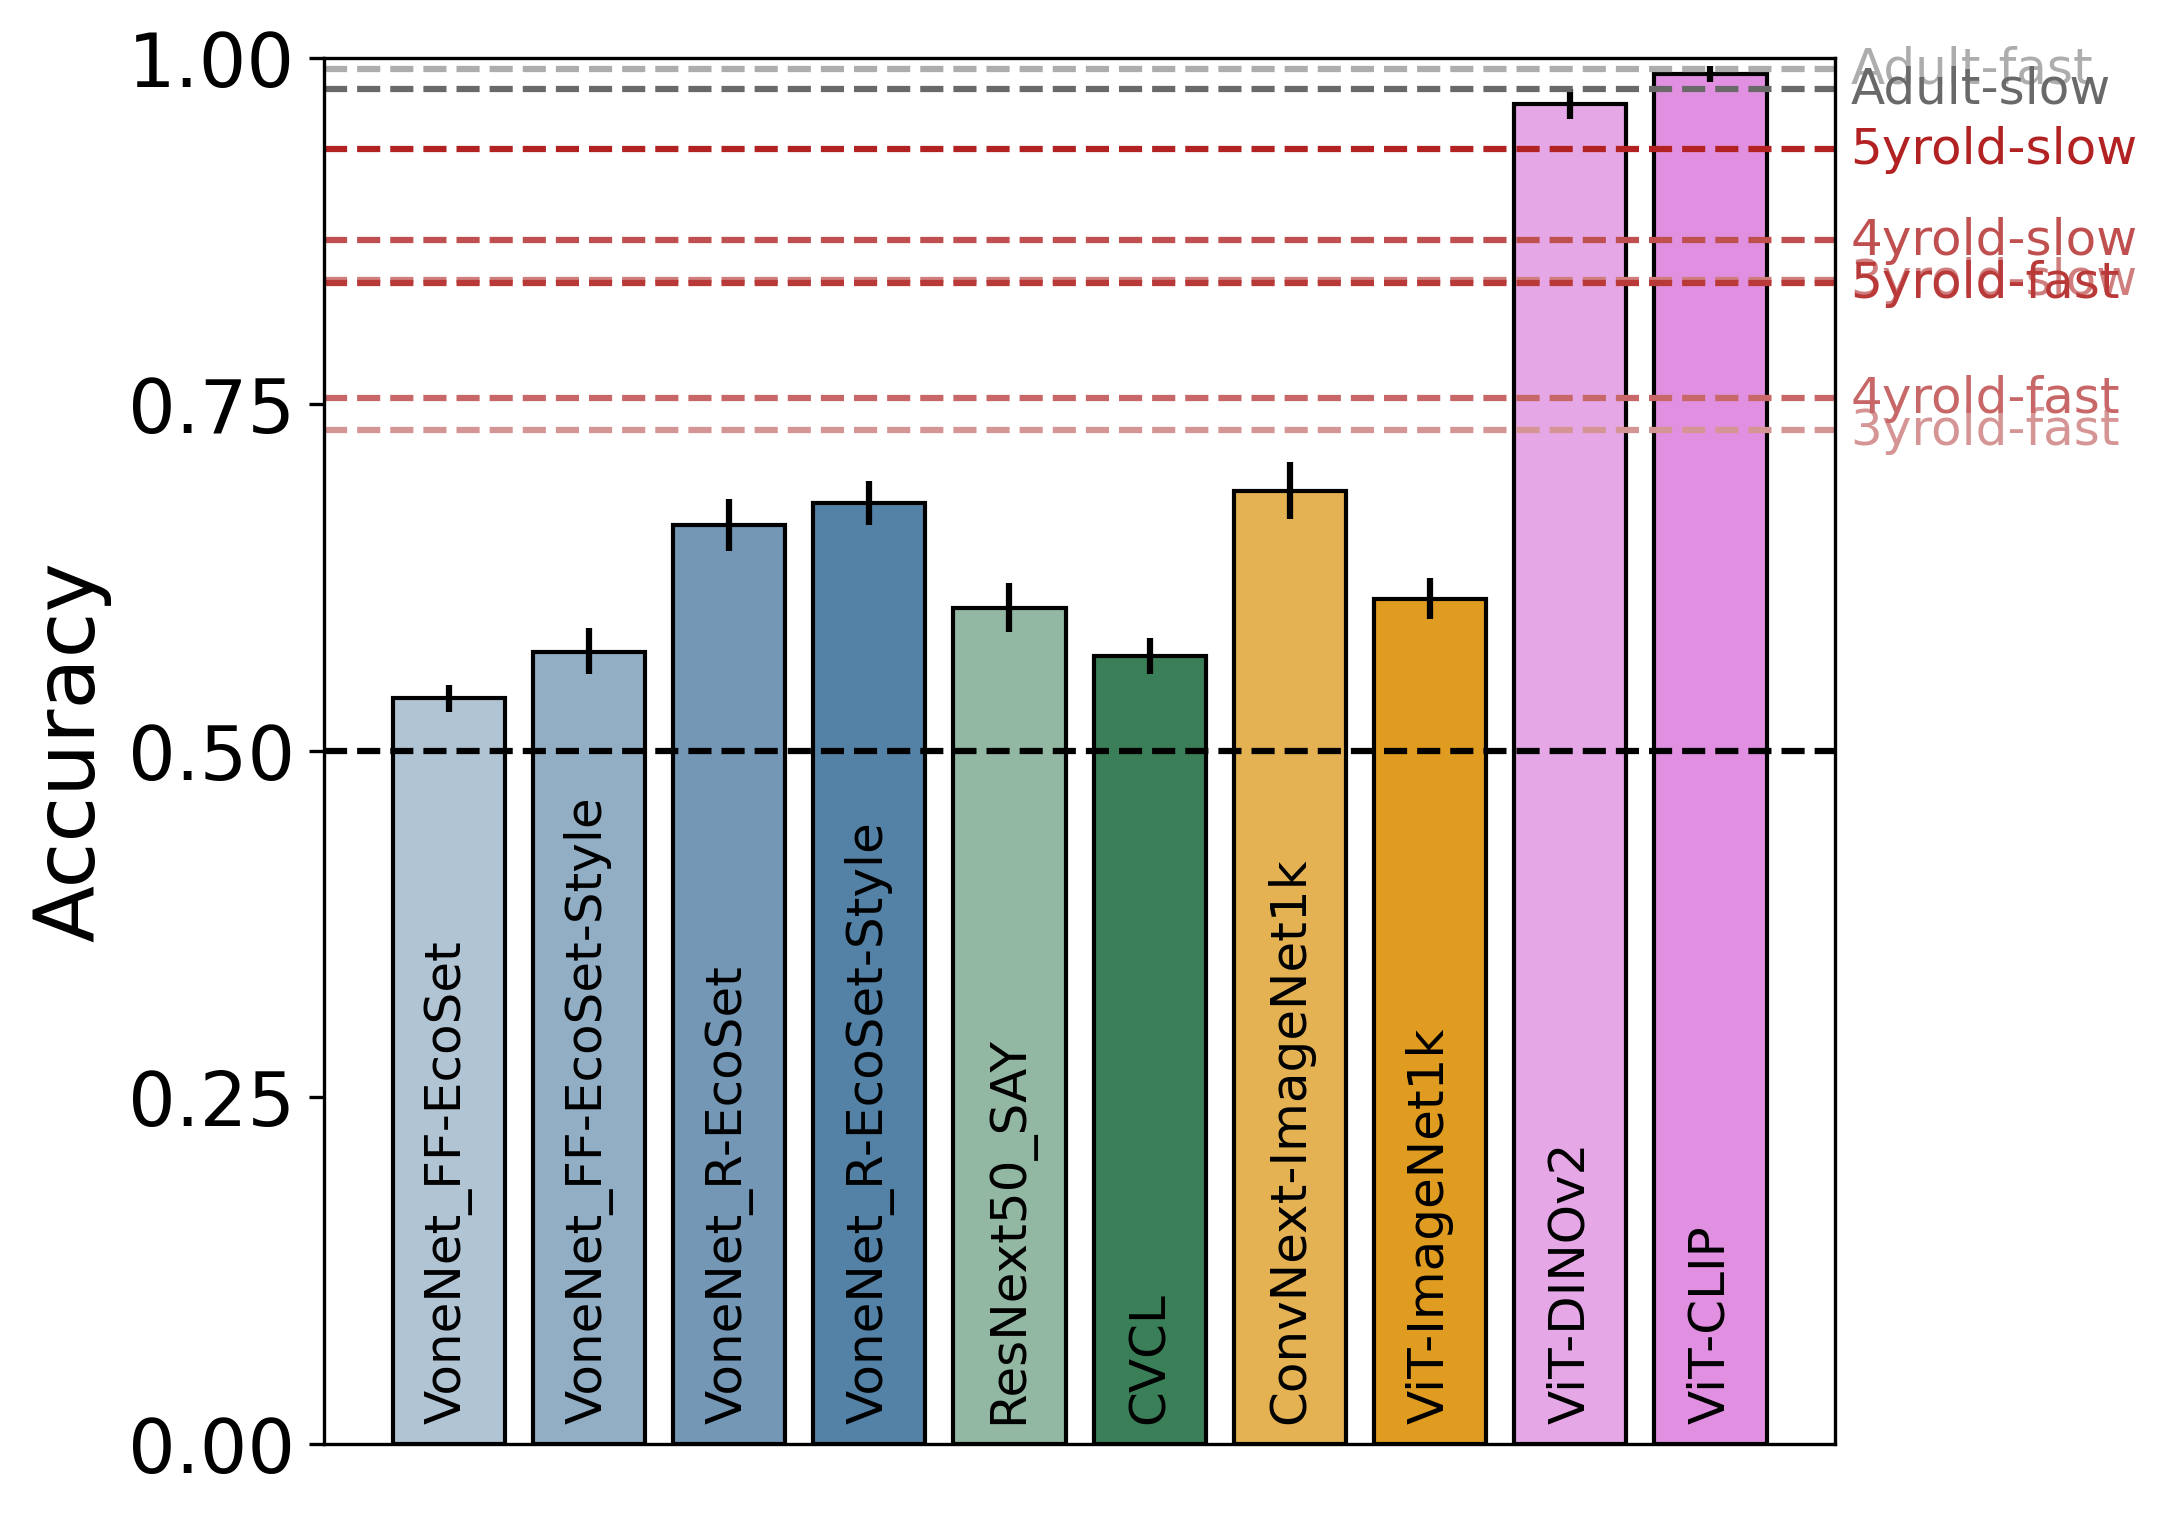 1.00
0.75
0.50
0.25
0.00
Accuracy
VoneNet_FF-EcoSet
VoneNet_FF-EcoSet-Style
VoneNet_R-EcoSet
VoneNet_R-EcoSet-Style
ResNext50_SAY
CVCL
ConvNext-ImageNet1k
ViT-ImageNet1k
ViT-DINOv2
ViT-CLIP
Adult-fast
Adult-slow
5yrold-slow
4yrold-slow
3yrold-slow
5yrold-fast
4yrold-fast
3yrold-fast